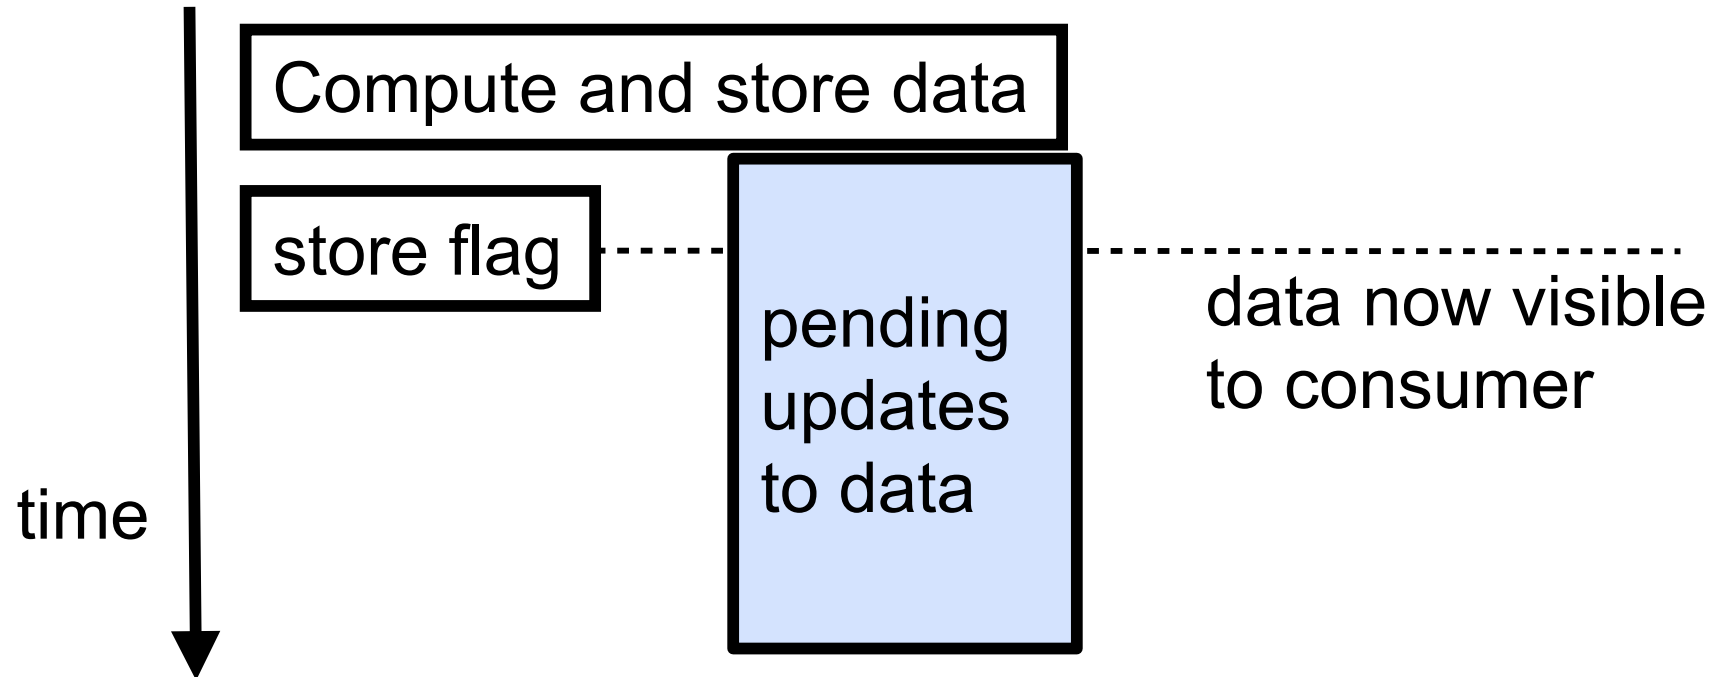 Compute and store data
store flag
pending
updates
to data
data now visible
to consumer
time